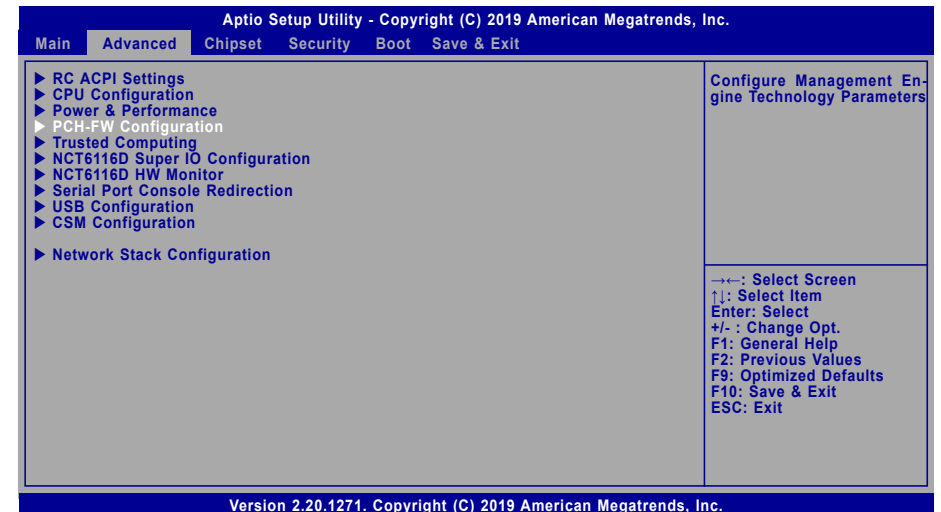 Aptio Setup Utility - Copyright (C) 2019 American Megatrends, Inc.
Main Advanced Chipset Security Boot Save & Exit
▶ RC ACPI Settings
▶ CPU Configuration
▶ Power & Performance
▶ PCH-FW Configuration
▶ Trusted Computing
▶ NCT6116D Super IO Configuration
▶ NCT6116D HW Monitor
▶ Serial Port Console Redirection
▶ USB Configuration
▶ CSM Configuration
▶ Network Stack Configuration
Configure Management En-
gine Technology Parameters
→←: Select Screen
↑↓: Select Item
Enter: Select
+/- : Change Opt.
F1: General Help
F2: Previous Values
F9: Optimized Defaults
F10: Save & Exit
ESC: Exit
Version 2.20.1271. Copyright (C) 2019 American Megatrends, Inc.